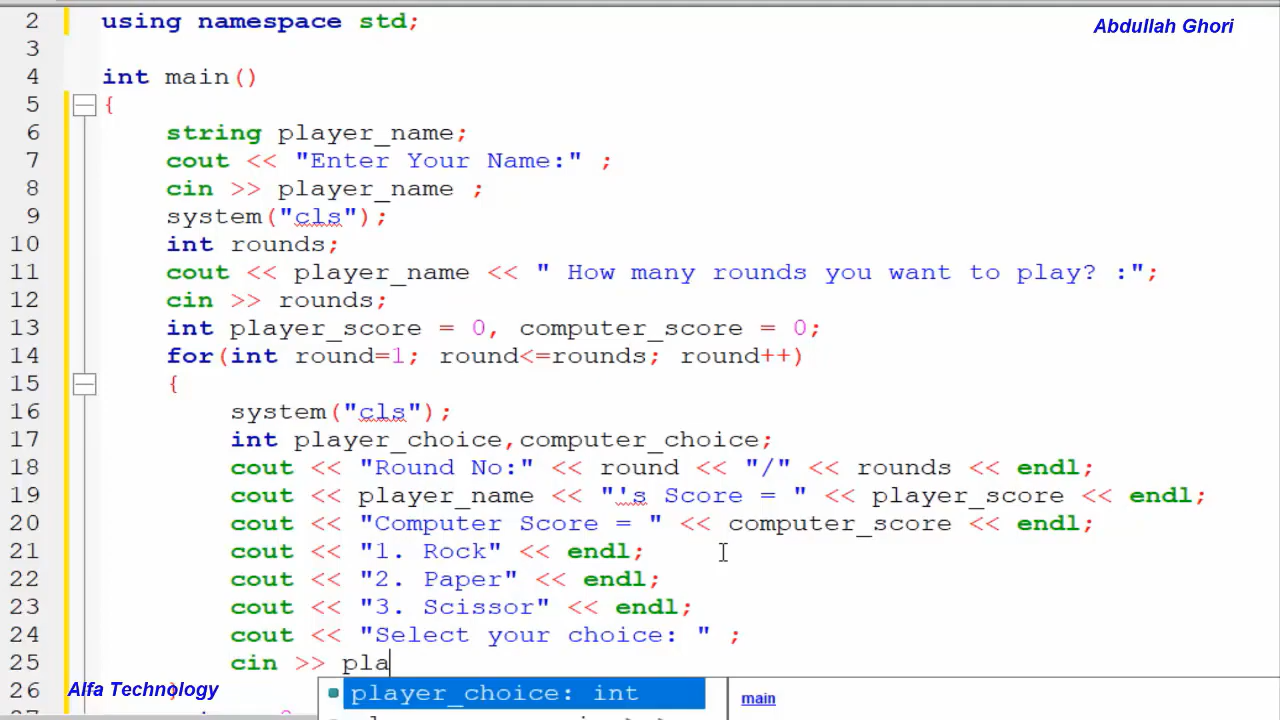 2 using namespace std;
Abdullah Ghori
3
4 int main()
5 {
6 string player_name;
7 cout << "Enter Your Name:" ;
8 cin >> player_name ;
9 system("cls");
10 int rounds;
11 cout << player_name << " How many rounds you want to play? :";
12 cin >> rounds;
13 int player_score = 0, computer_score = 0;
14 for(int round=1; round<=rounds; round++)
15 {
16 system("cls");
17 int player_choice,computer_choice;
18 cout << "Round No:" << round << "/" << rounds << endl;
19 cout << player_name << "'s Score = " << player_score << endl;
20 cout << "Computer Score = " << computer_score << endl;
21 cout << "1. Rock" << endl;
22 cout << "2. Paper" << endl;
23 cout << "3. Scissor" << endl;
24 cout << "Select your choice: " ;
25 cin >> pla
26 Alfa Technology
player_choice: int
main